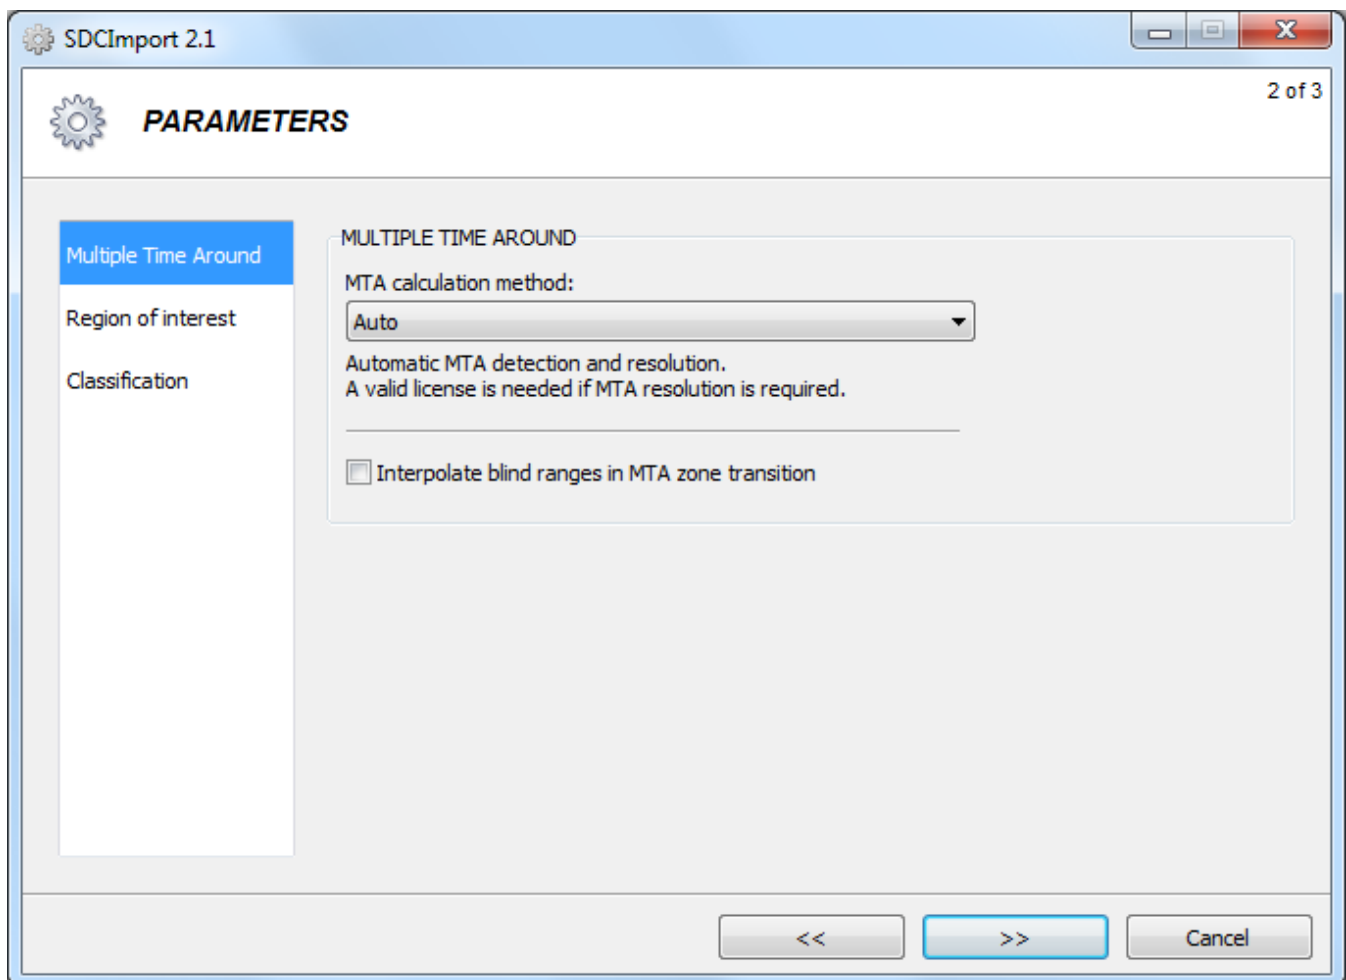 SDCImport 2.1
2 of 3
PARAMETERS
Multiple Time Around
Region of interest
Classification
MULTIPLE TIME AROUND
MTA calculation method:
Auto
Automatic MTA detection and resolution.
A valid license is needed if MTA resolution is required.
Interpolate blind ranges in MTA zone transition
<<
>>
Cancel